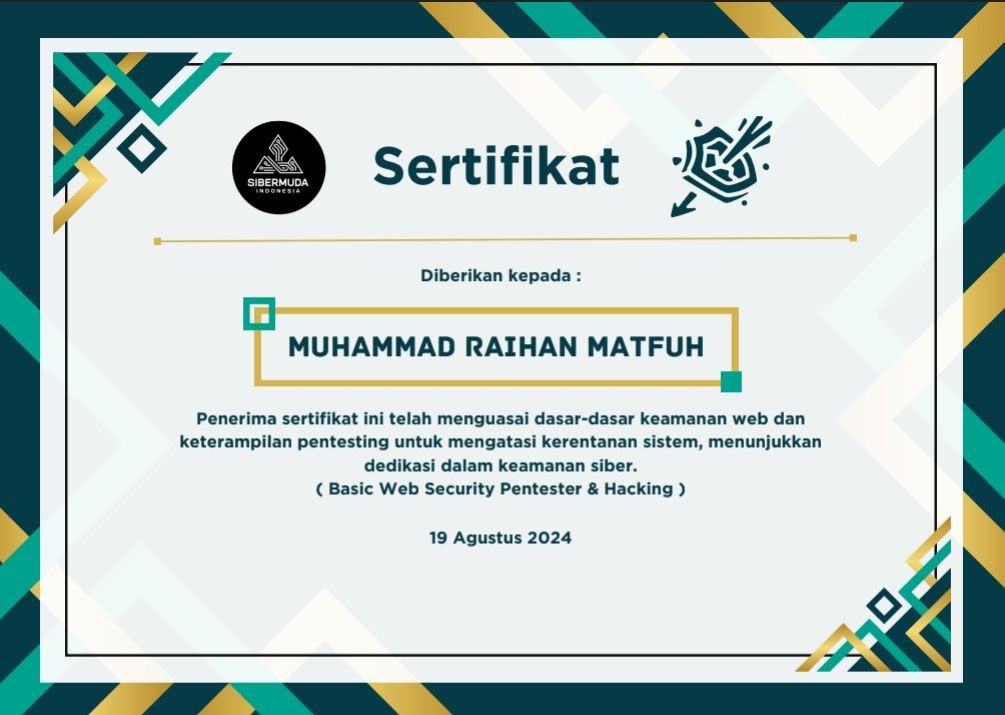 SIBERMUDA
INDONESIA
Sertifikat
Diberikan kepada :
MUHAMMAD RAIHAN MATFUH
Penerima sertifikat ini telah menguasai dasar-dasar keamanan web dan
keterampilan pentesting untuk mengatasi kerentanan sistem, menunjukkan
dedikasi dalam keamanan siber.
( Basic Web Security Pentester & Hacking )
19 Agustus 2024